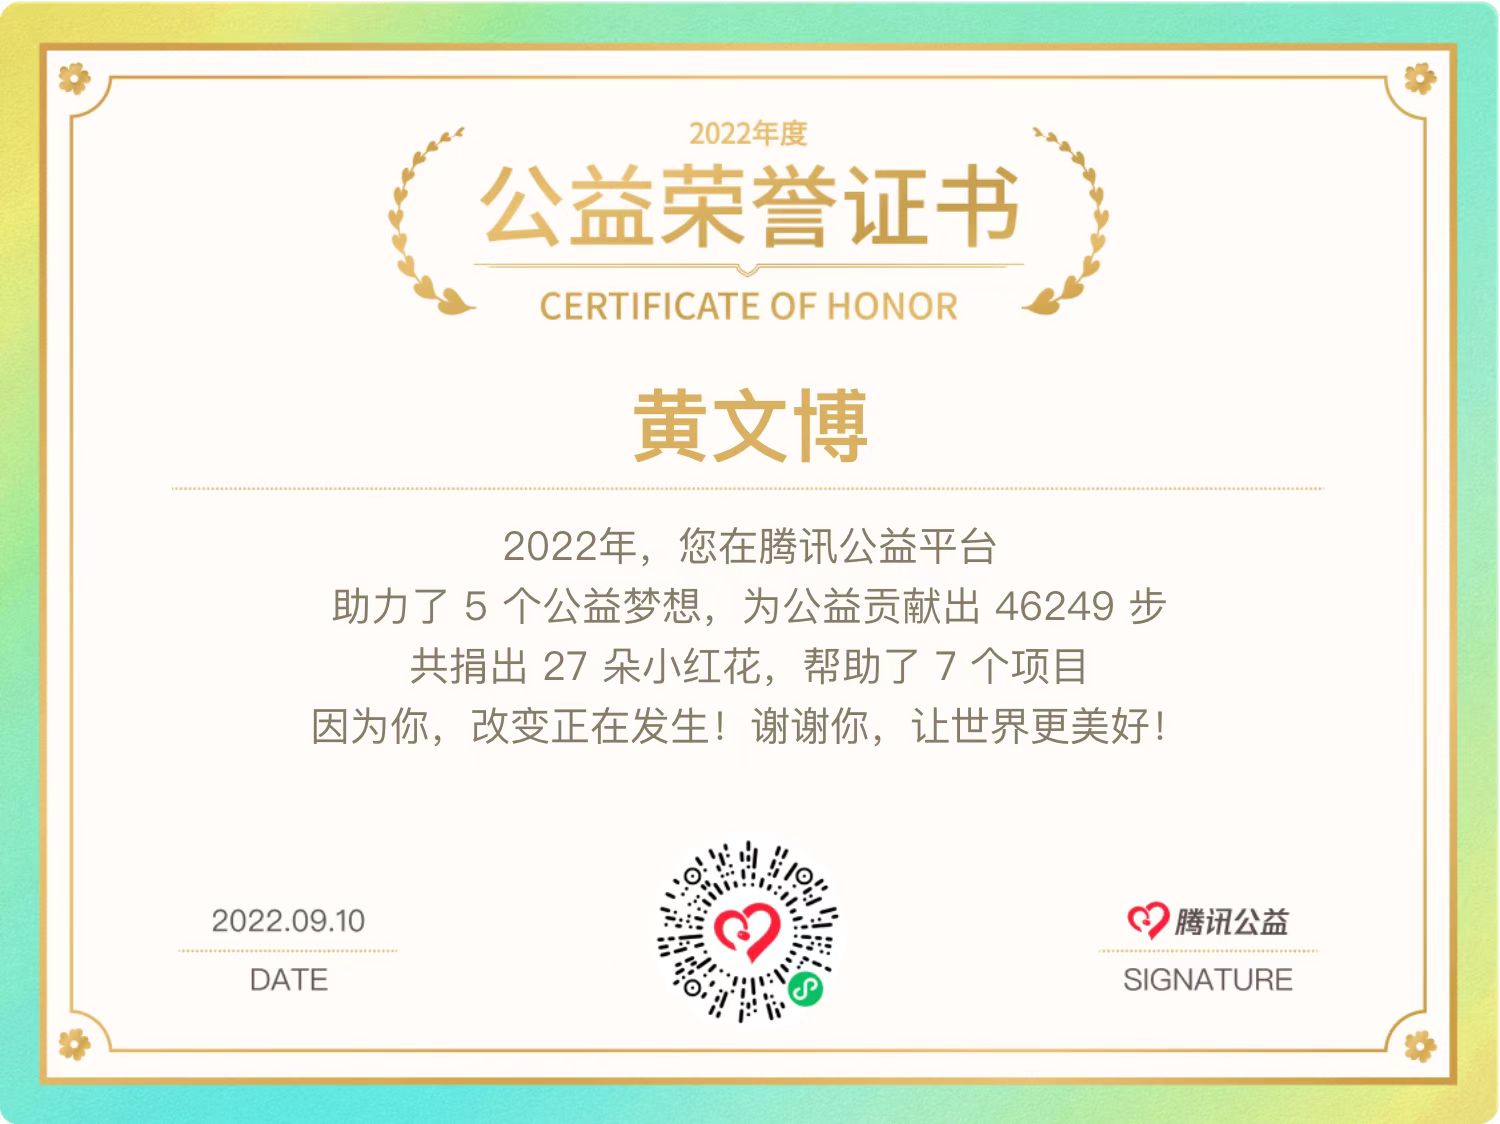 2022年度
公益荣誉证书
CERTIFICATE OF HONOR
黄文博
2022年，您在腾讯公益平台
助力了 5 个公益梦想，为公益贡献出 46249 步
共捐出 27 朵小红花，帮助了 7 个项目
因为你，改变正在发生！谢谢你，让世界更美好！
2022.09.10
DATE
腾讯公益
SIGNATURE